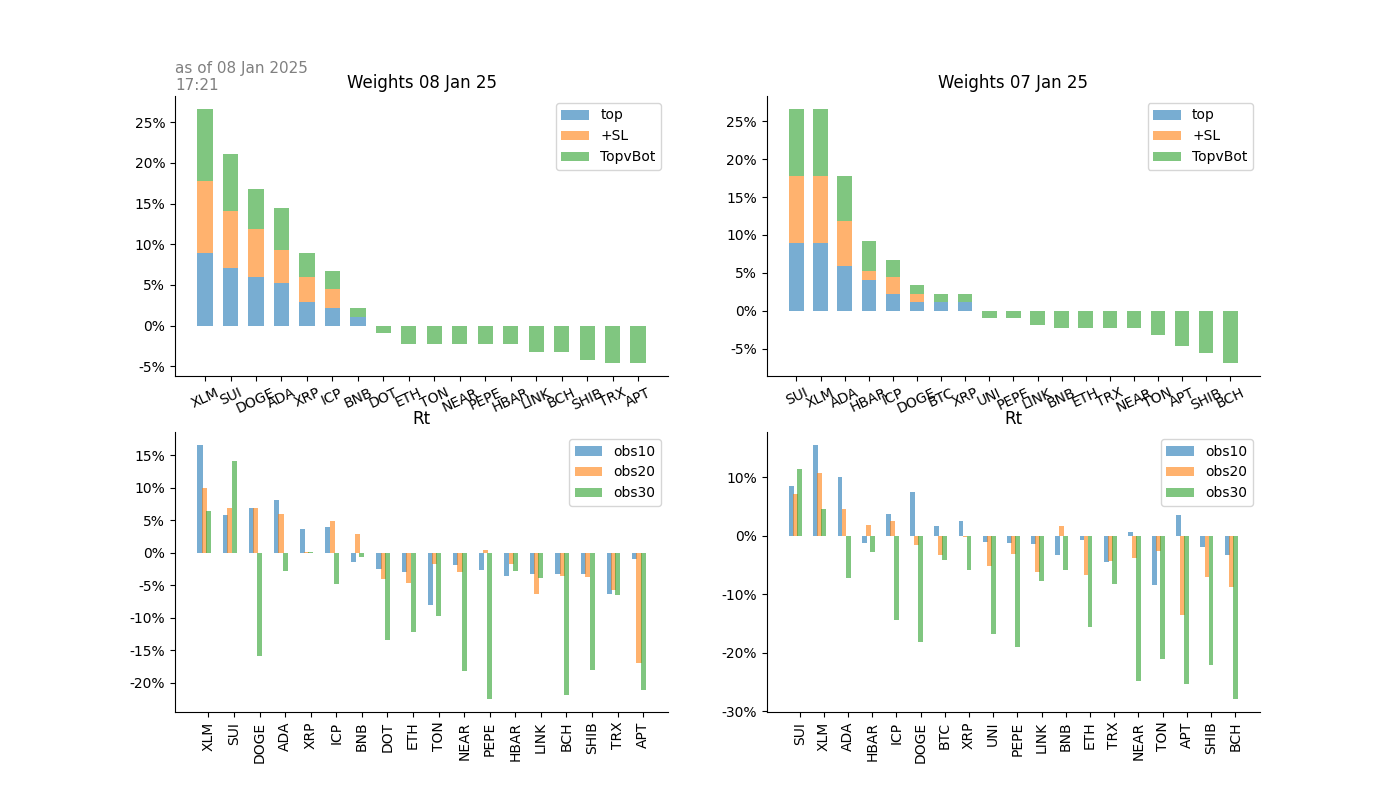 as of 08 Jan 2025
17:21
Weights 08 Jan 25
25%
20%
15%
10%
5%
0%
-5%
top
+SL
TopvBot
XLM SUI DOGE ADA XRP ICP BNB DOT ETH TON NEAR PEPE HBAR LINK BCH SHIB TRX APT
Weights 07 Jan 25
25%
20%
15%
10%
5%
0%
-5%
top
+SL
TopvBot
SUI XLM ADA HBAR ICP DOGE BTC XRP UNI PEPE LINK BNB ETH TRX NEAR TON APT SHIB BCH
Rt
15%
10%
5%
0%
-5%
-10%
-15%
-20%
obs10
obs20
obs30
XLM SUI DOGE ADA XRP ICP BNB DOT ETH TON NEAR PEPE HBAR LINK BCH SHIB TRX APT
Rt
10%
0%
-10%
-20%
-30%
obs10
obs20
obs30
SUI XLM ADA HBAR ICP DOGE BTC XRP UNI PEPE LINK BNB ETH TRX NEAR TON APT SHIB BCH